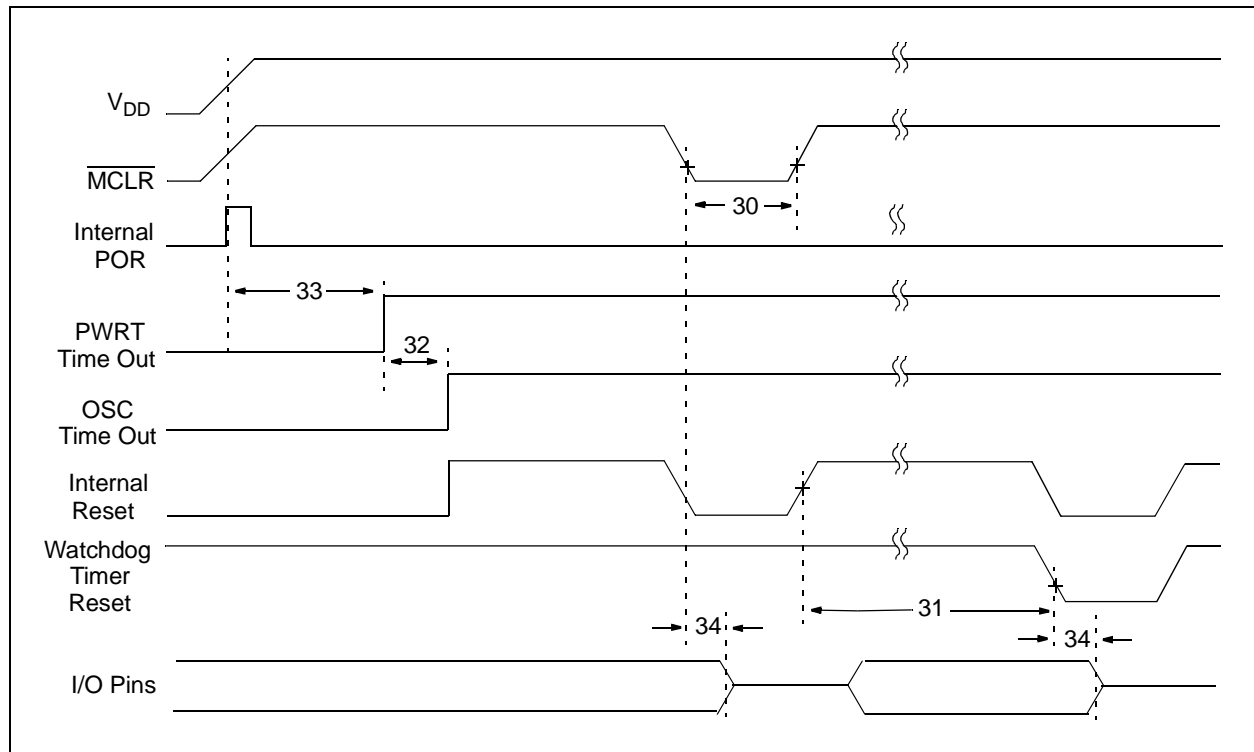 VDD
MCLR
30
Internal
POR
33
PWRT
Time Out
32
OSC
Time Out
Internal
Reset
Watchdog
Timer
Reset
31
34
34
I/O Pins